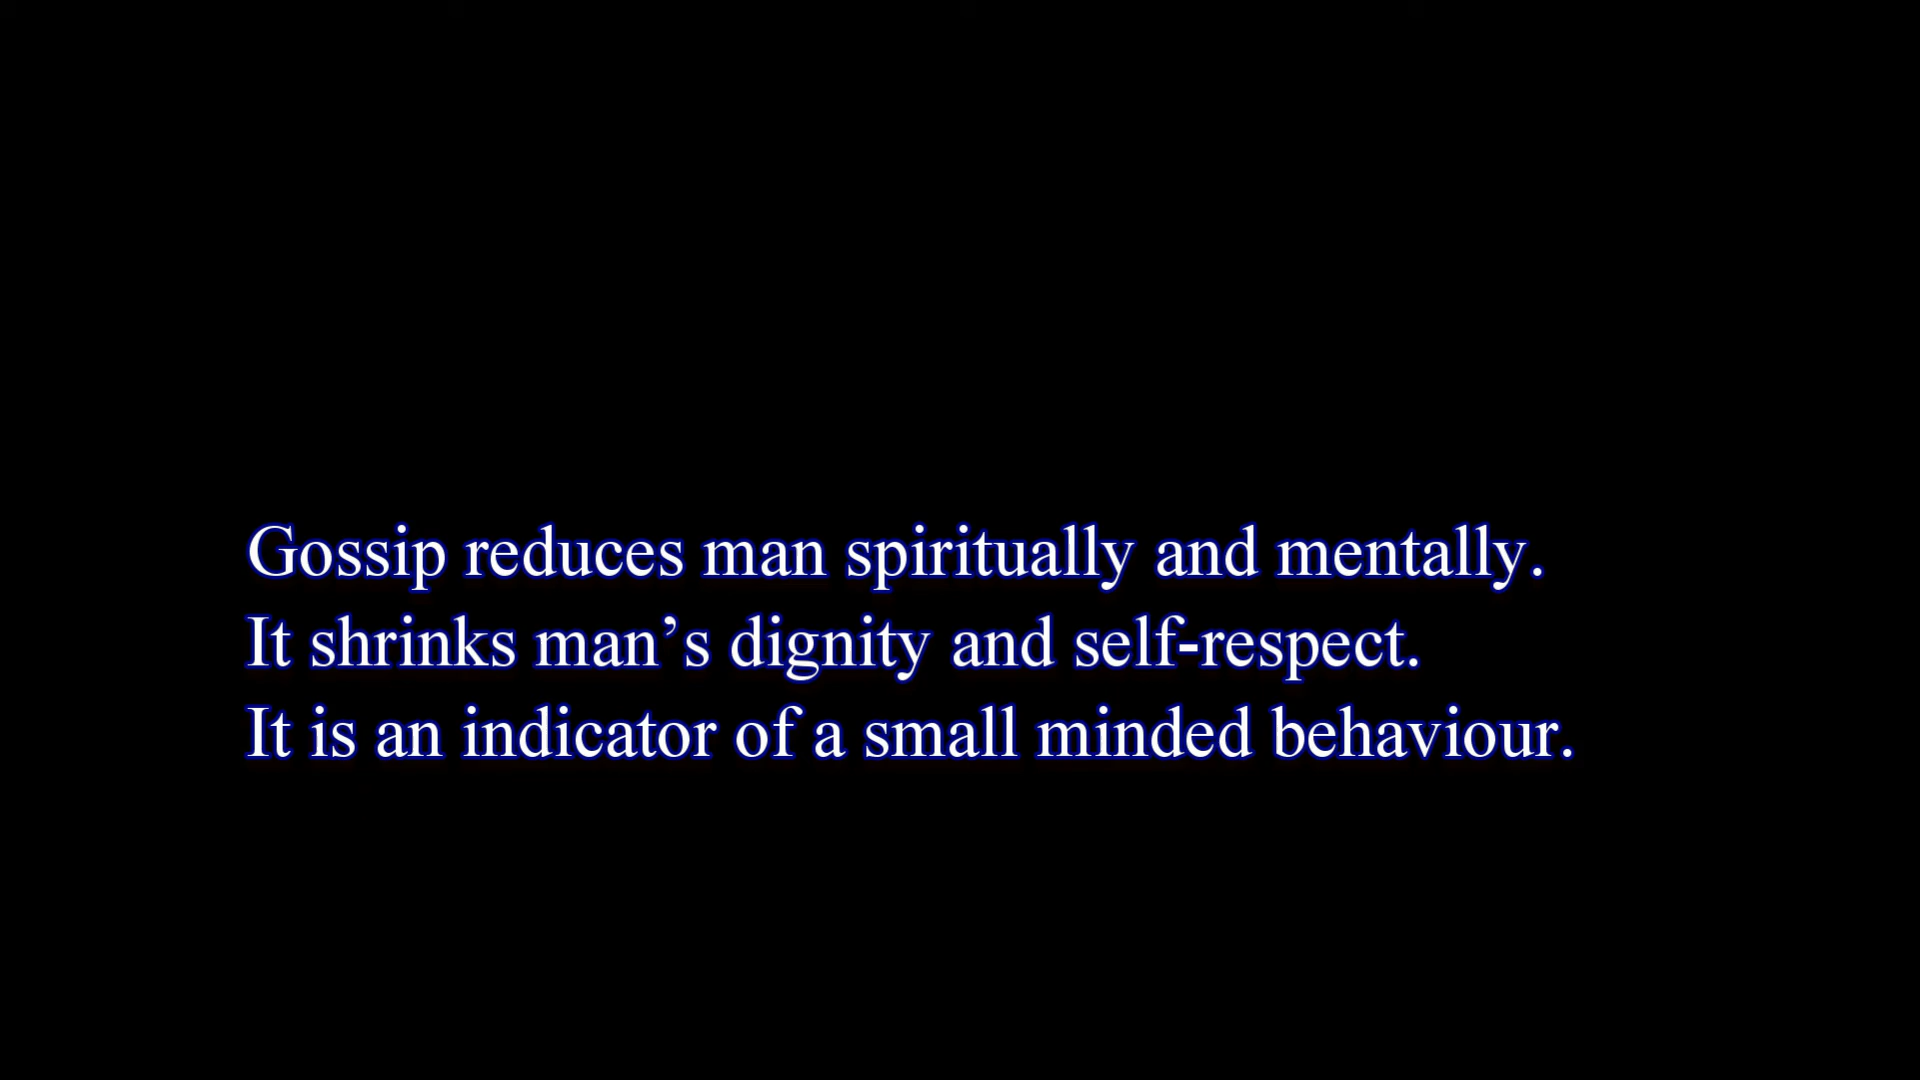 Gossip reduces man spiritually and mentally.
It shrinks man’s dignity and self-respect.
It is an indicator of a small minded behaviour.